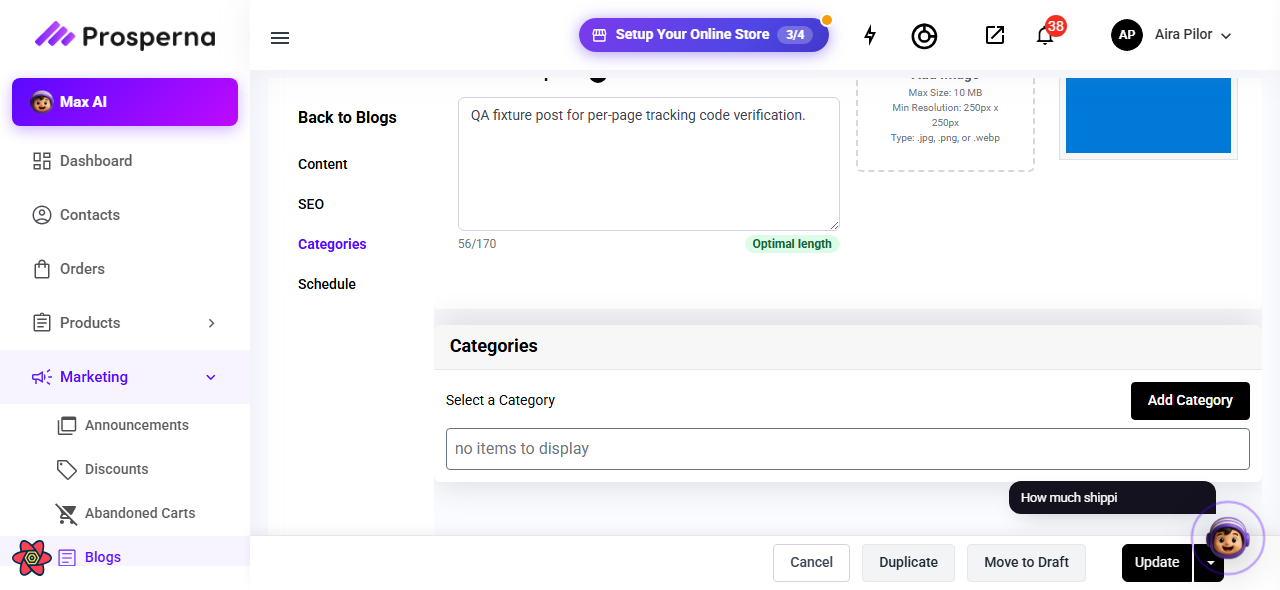 Prosperna
Setup Your Online Store 3/4
38
AP
Aira Pilor
Max AI
Dashboard
Contacts
Orders
Products
Marketing
Announcements
Discounts
Abandoned Carts
Blogs
Back to Blogs
Content
SEO
Categories
Schedule
QA fixture post for per-page tracking code verification.
56/170
Optimal length
Max Size: 10 MB
Min Resolution: 250px x
250px
Type: .jpg, .png, or .webp
Categories
Select a Category
Add Category
no items to display
How much shippi
Cancel
Duplicate
Move to Draft
Update